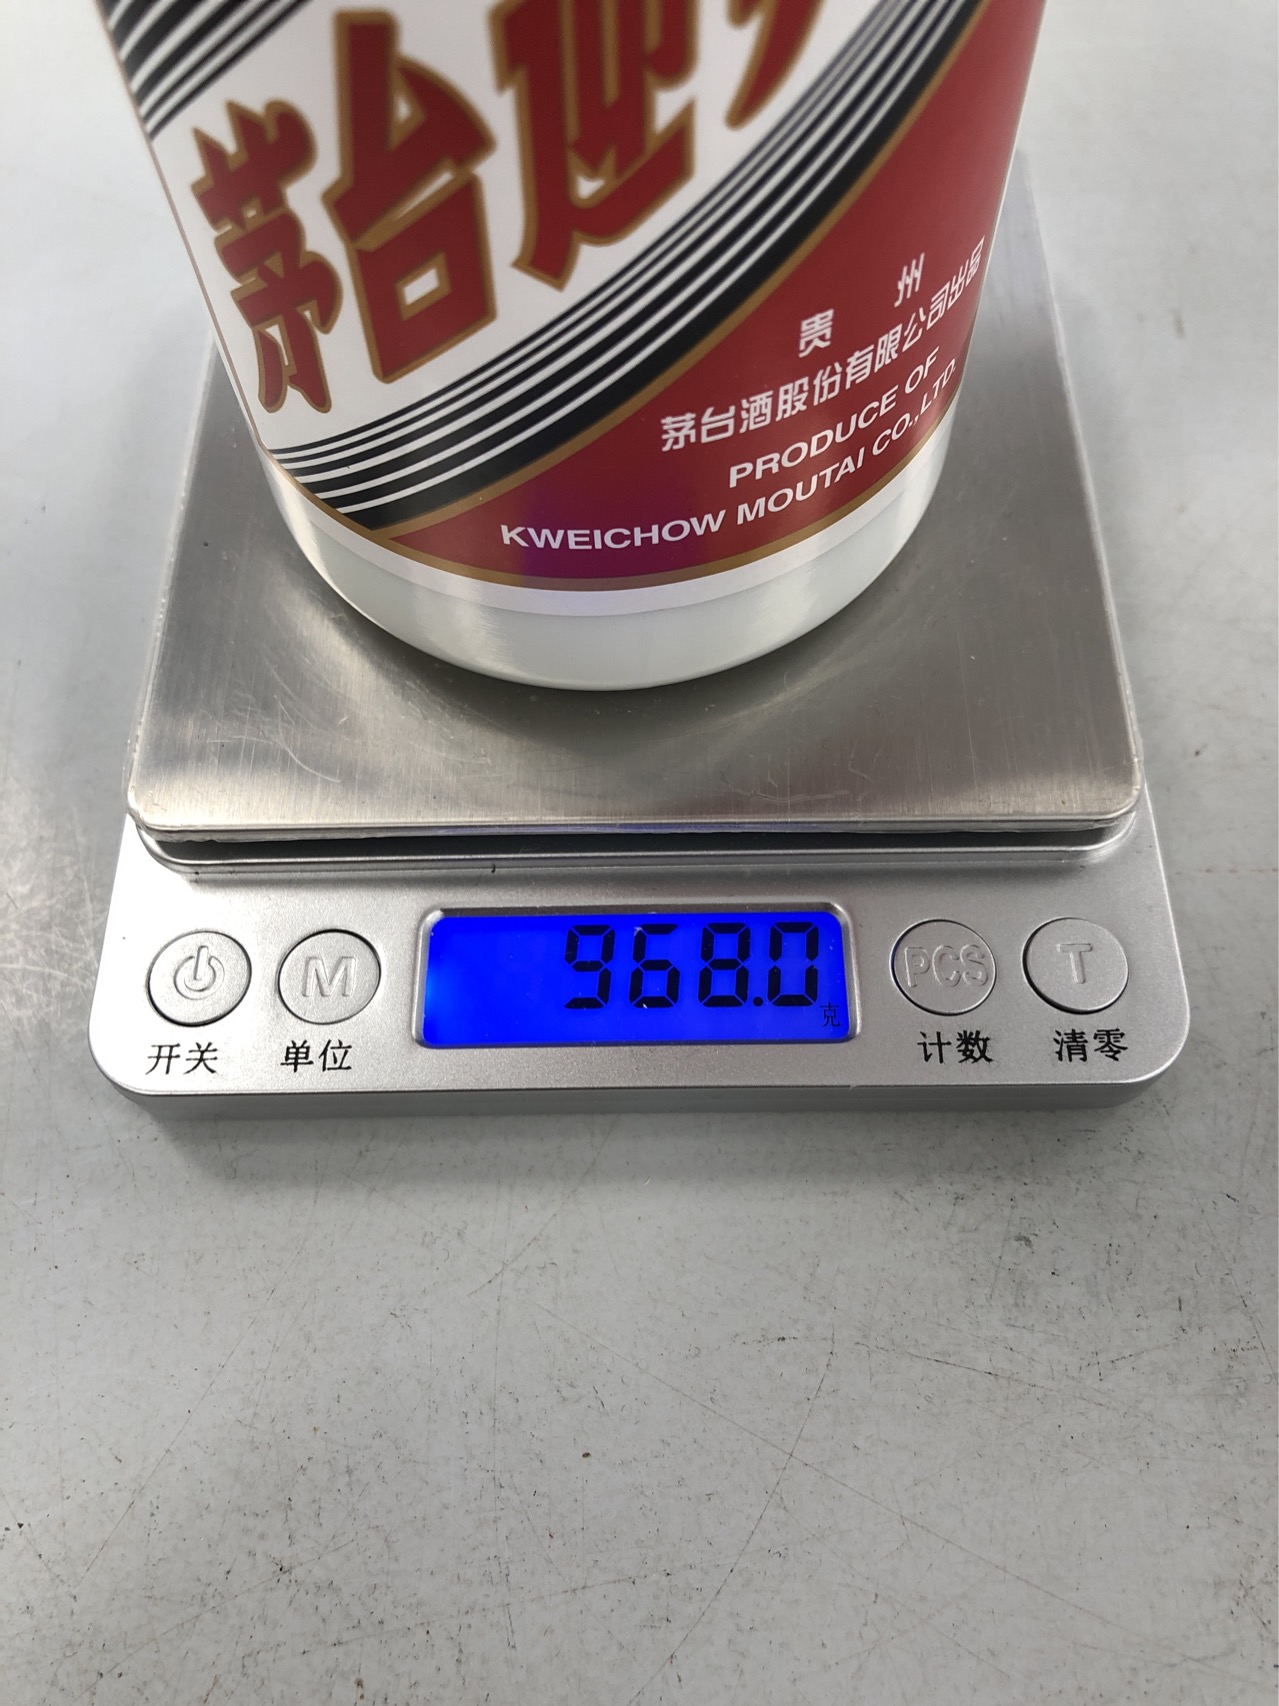 茅台迎
贵州
茅台酒股份有限公司出品
PRODUCE OF
KWEICHOW MOUTAI CO.,LTD.
968.0
克
M
PCS
T
开关
单位
计数
清零